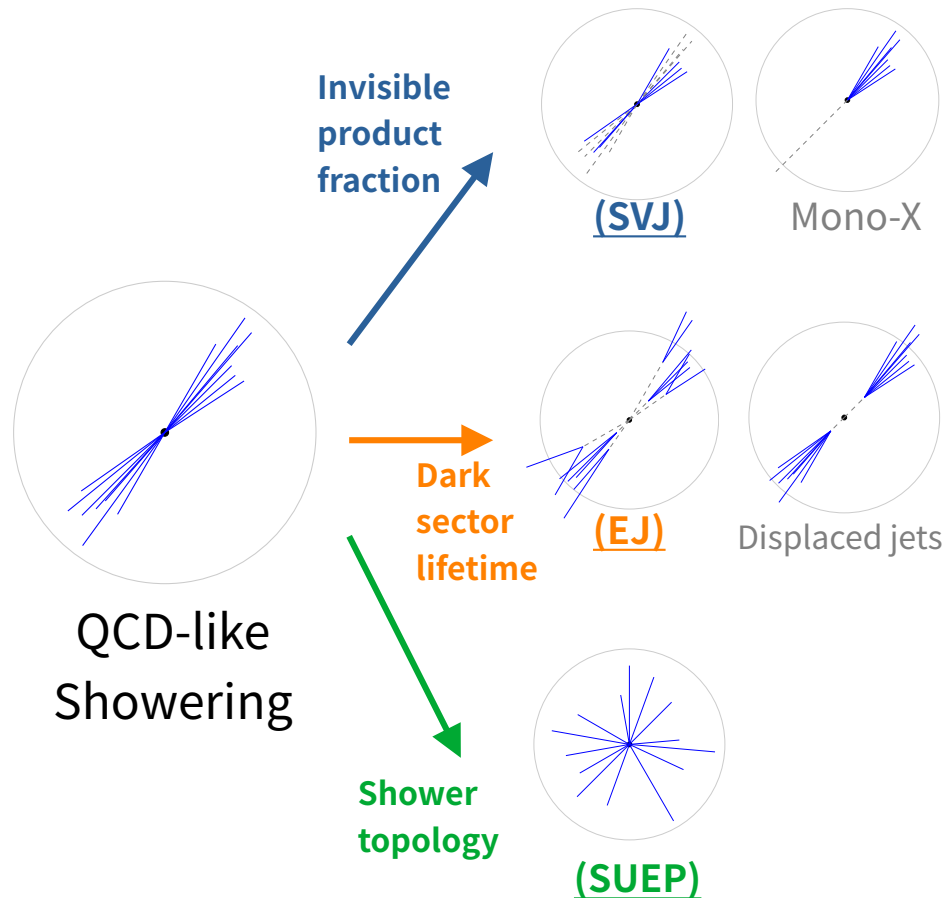 Invisible
product
fraction
(SVJ)
Mono-X
QCD-like
Showering
Dark
sector
lifetime
(EJ)
Displaced jets
Shower
topology
(SUEP)